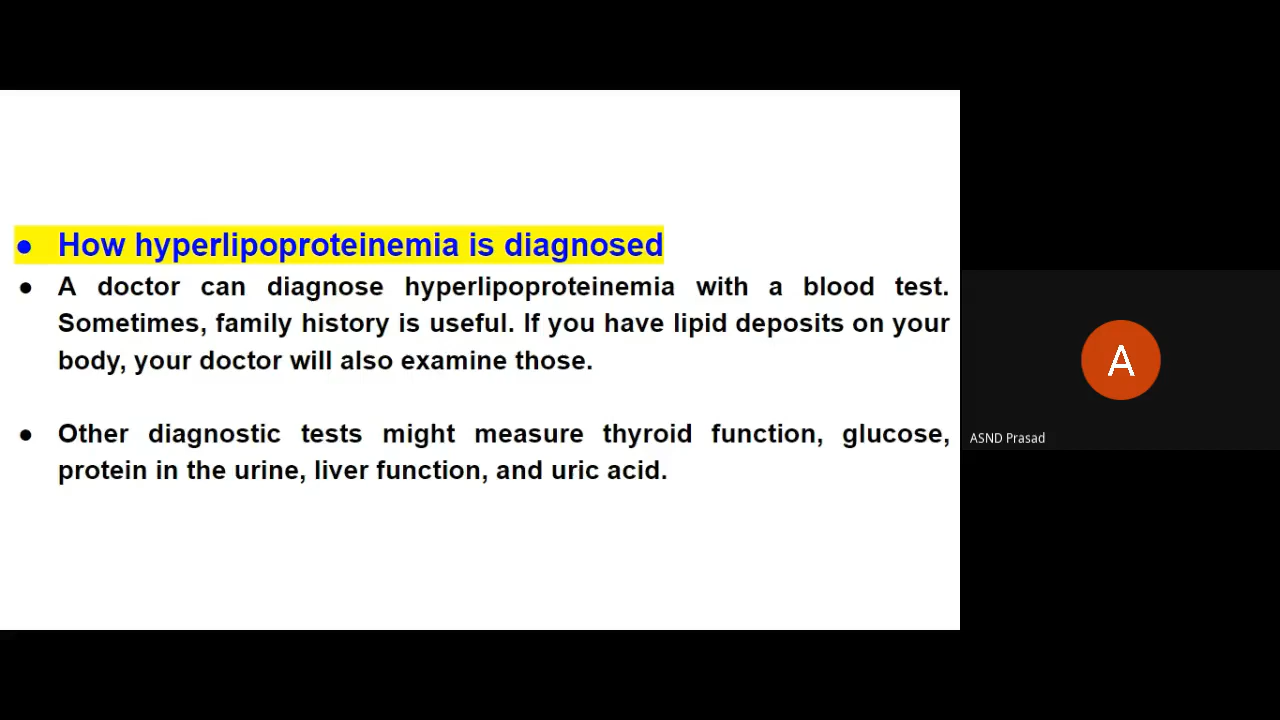 ● How hyperlipoproteinemia is diagnosed
● A doctor can diagnose hyperlipoproteinemia with a blood test.
Sometimes, family history is useful. If you have lipid deposits on your
body, your doctor will also examine those.
● Other diagnostic tests might measure thyroid function, glucose,
protein in the urine, liver function, and uric acid.
A
ASND Prasad